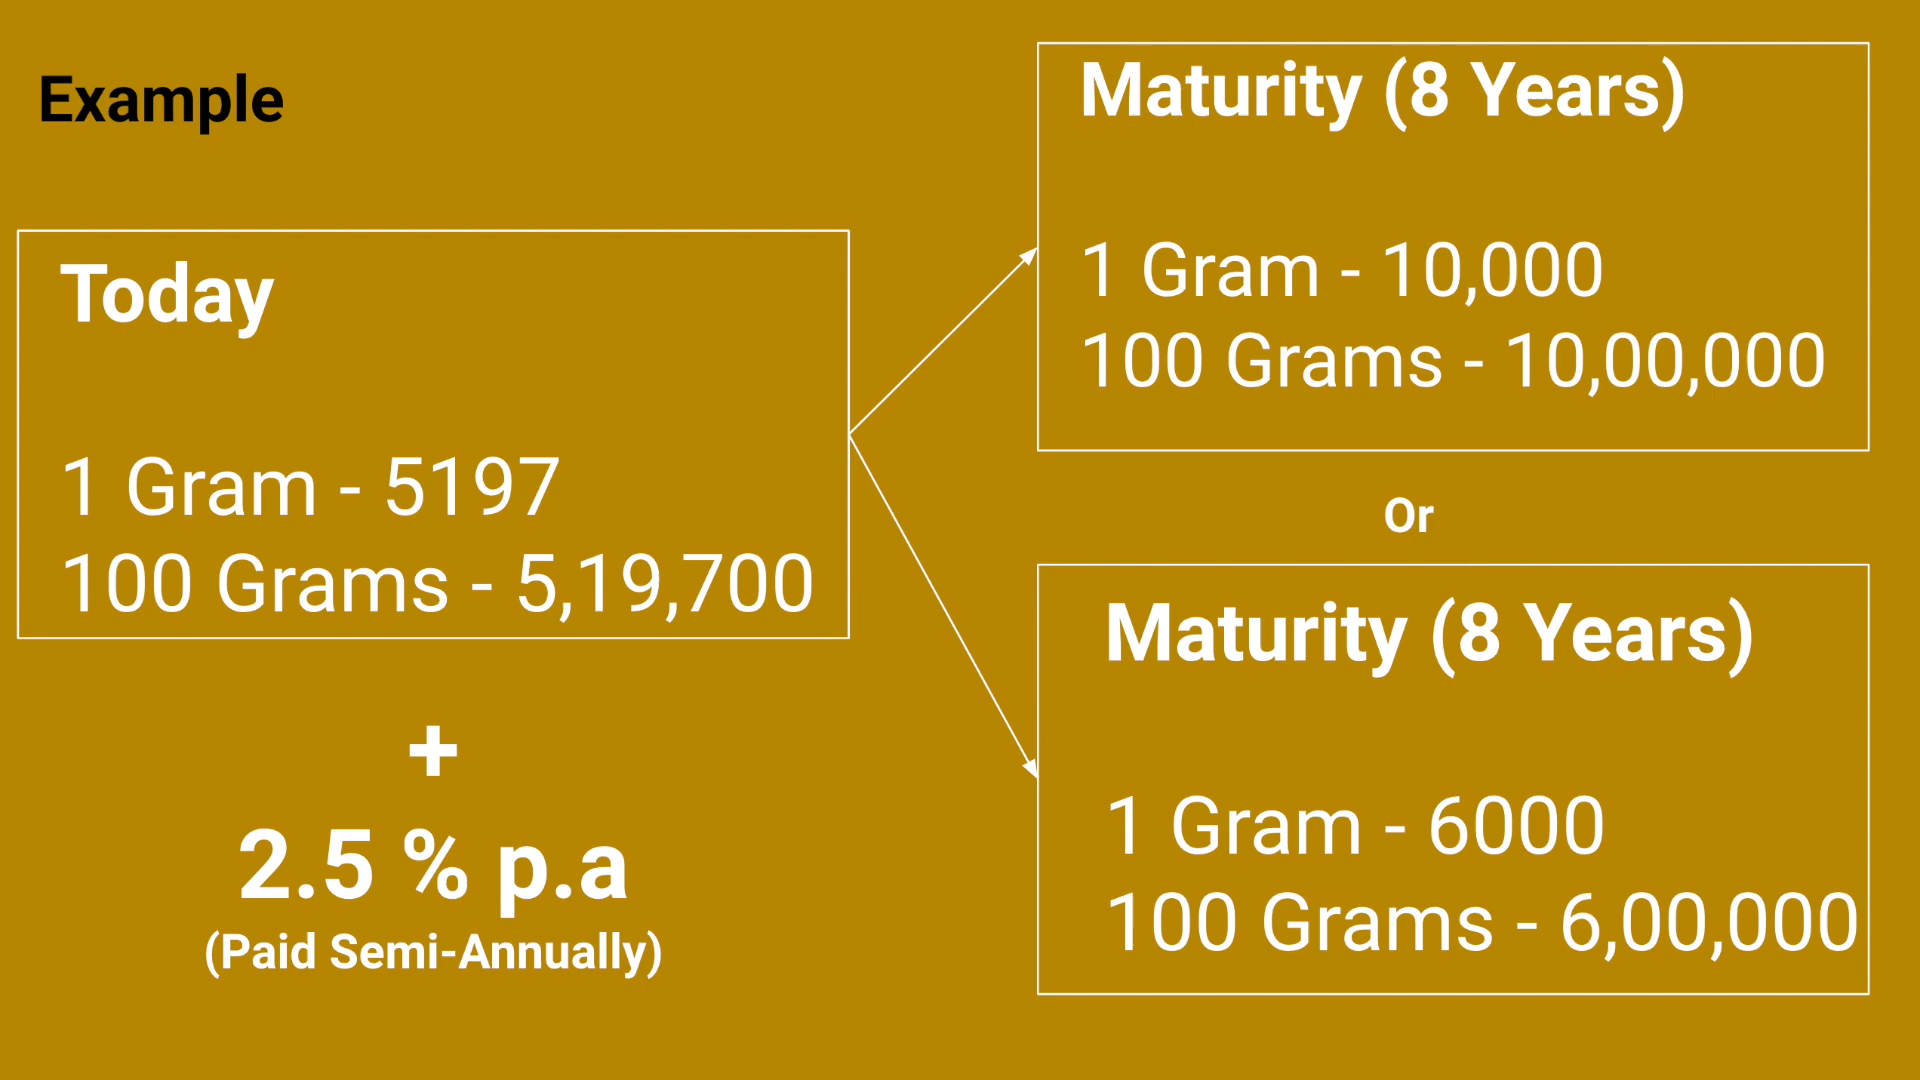 Example
Today
1 Gram - 5197
100 Grams - 5,19,700
+
2.5 % p.a
(Paid Semi-Annually)
Maturity (8 Years)
1 Gram - 10,000
100 Grams - 10,00,000
Or
Maturity (8 Years)
1 Gram - 6000
100 Grams - 6,00,000